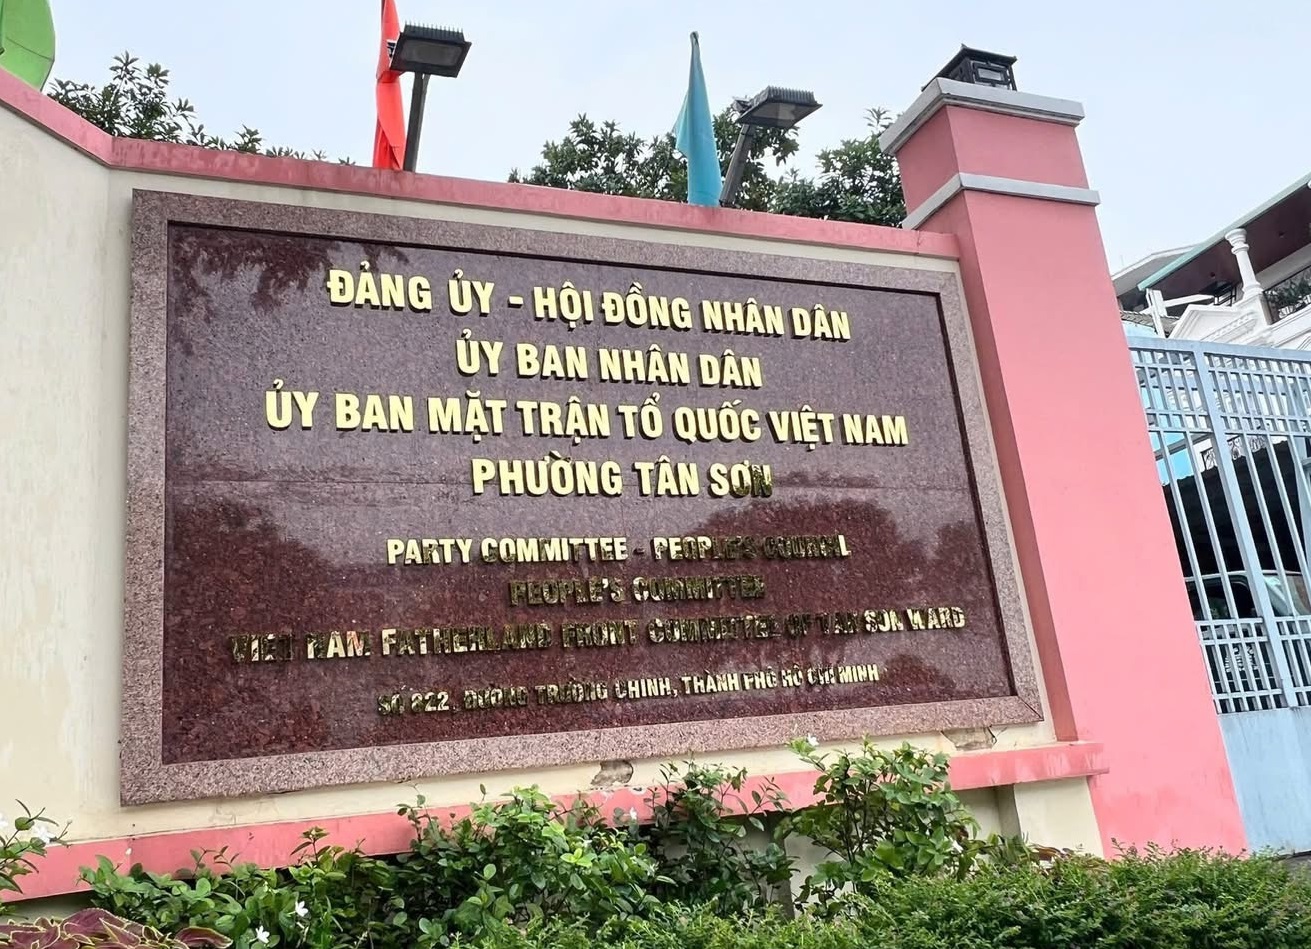 ĐẢNG ỦY - HỘI ĐỒNG NHÂN DÂN
ỦY BAN NHÂN DÂN
ỦY BAN MẶT TRẬN TỔ QUỐC VIỆT NAM
PHƯỜNG TÂN SƠN
PARTY COMMITTEE - PEOPLE'S COUNCIL
PEOPLE'S COMMITTEE
VIET NAM FATHERLAND FRONT COMMITTEE OF TAN SON WARD
SỐ 822, ĐƯỜNG TRƯỜNG CHINH, THÀNH PHỐ HỒ CHÍ MINH